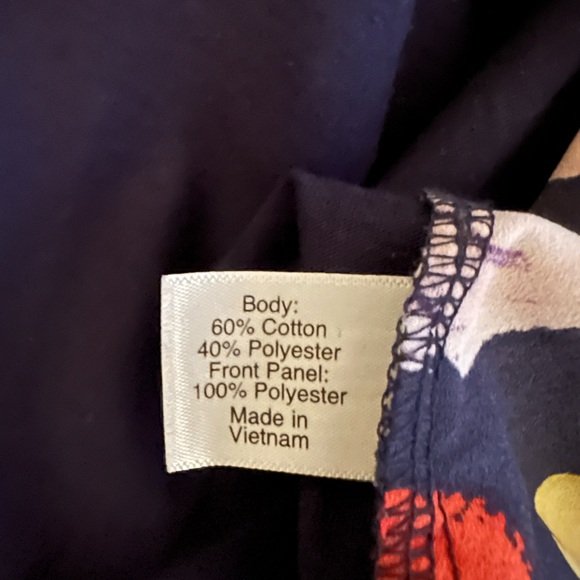 Body:
60% Cotton
40% Polyester
Front Panel:
100% Polyester
Made in
Vietnam